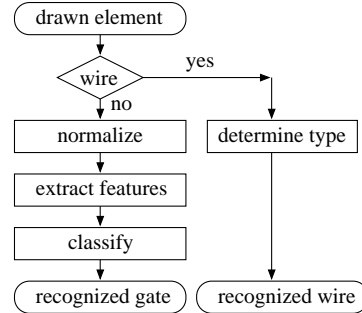 drawn element
wire
yes
no
normalize
determine type
extract features
classify
recognized gate
recognized wire